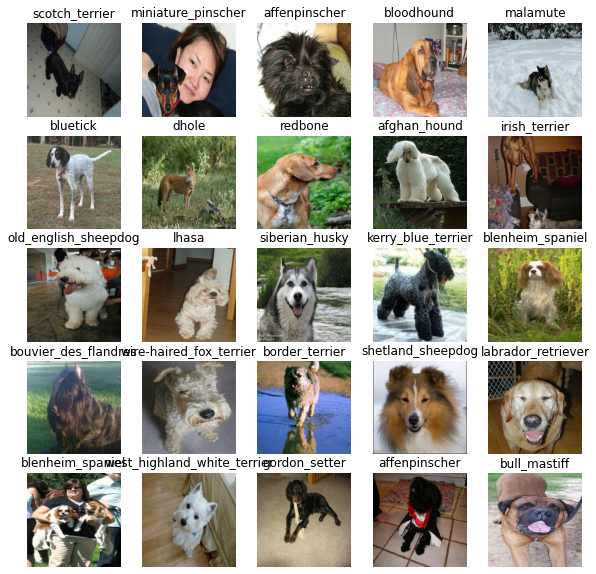 scotch_terrier miniature_pinscher affenpinscher bloodhound malamute
bluetick dhole redbone afghan_hound irish_terrier
old_english_sheepdog lhasa siberian_husky kerry_blue_terrier blenheim_spaniel
bouvier_des_flandres wire-haired_fox_terrier border_terrier shetland_sheepdog labrador_retriever
blenheim_spaniel west_highland_white_terrier gordon_setter affenpinscher bull_mastiff